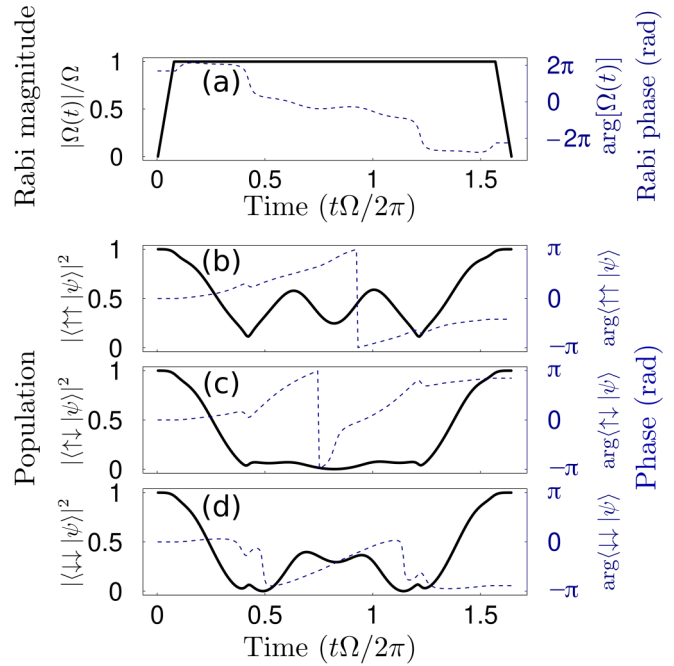 Rabi magnitude
|Ω(t)|/Ω
1
0.5
0
(a)
2π
0
−2π
arg[Ω(t)]
Rabi phase (rad)
0
0.5
1
1.5
Time (tΩ/2π)
Population
|⟨↑↑|ψ⟩|²
1
0.5
0
(b)
π
0
−π
arg⟨↑↑|ψ⟩
|⟨↑↓|ψ⟩|²
1
0.5
0
(c)
π
0
−π
arg⟨↑↓|ψ⟩
Phase (rad)
|⟨↓↓|ψ⟩|²
1
0.5
0
(d)
π
0
−π
arg⟨↓↓|ψ⟩
0
0.5
1
1.5
Time (tΩ/2π)